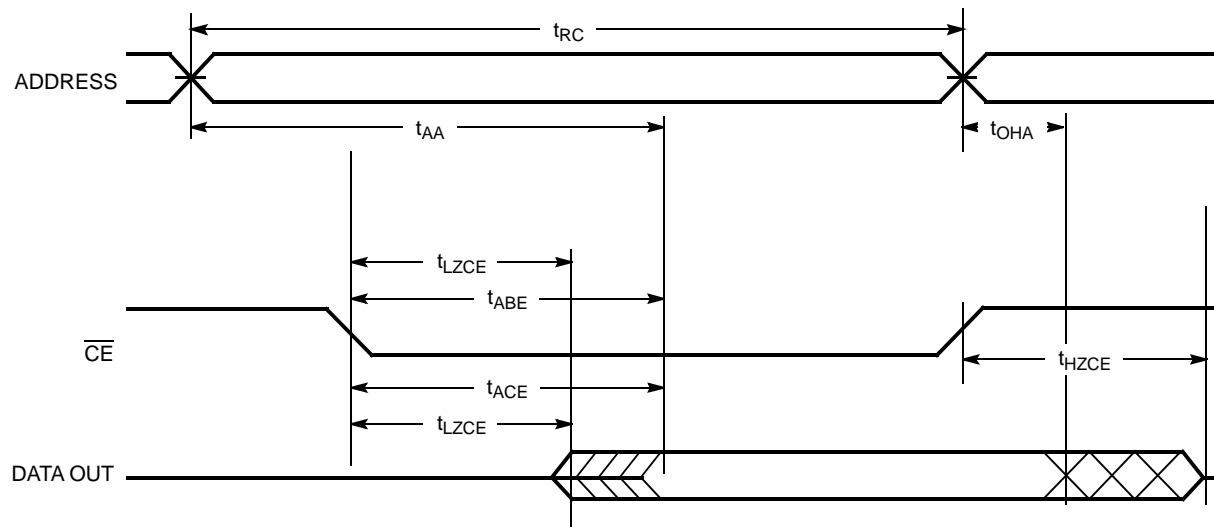 tRC
ADDRESS
tAA
tOHA
tLZCE
tABE
CE
tHZCE
tACE
tLZCE
DATA OUT